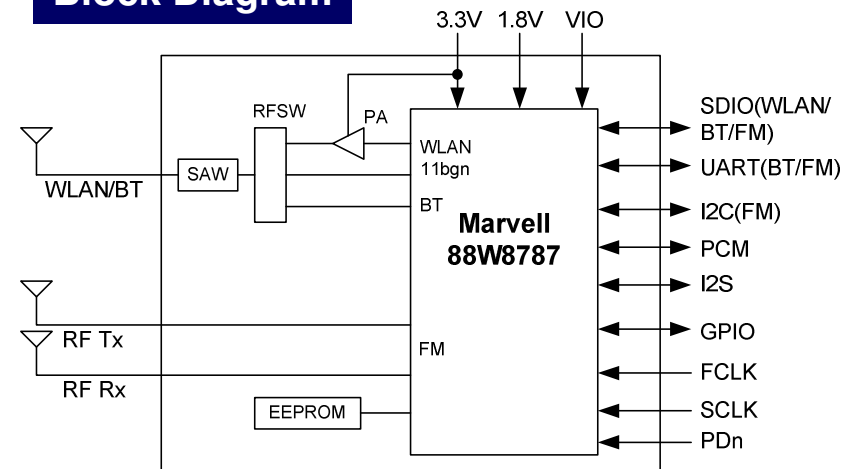 Block Diagram
3.3V 1.8V VIO
RFSW
PA
SAW
WLAN/BT
WLAN
11bgn
BT
Marvell
88W8787
SDIO(WLAN/
BT/FM)
UART(BT/FM)
I2C(FM)
PCM
I2S
GPIO
FCLK
SCLK
PDn
RF Tx
RF Rx
FM
EEPROM